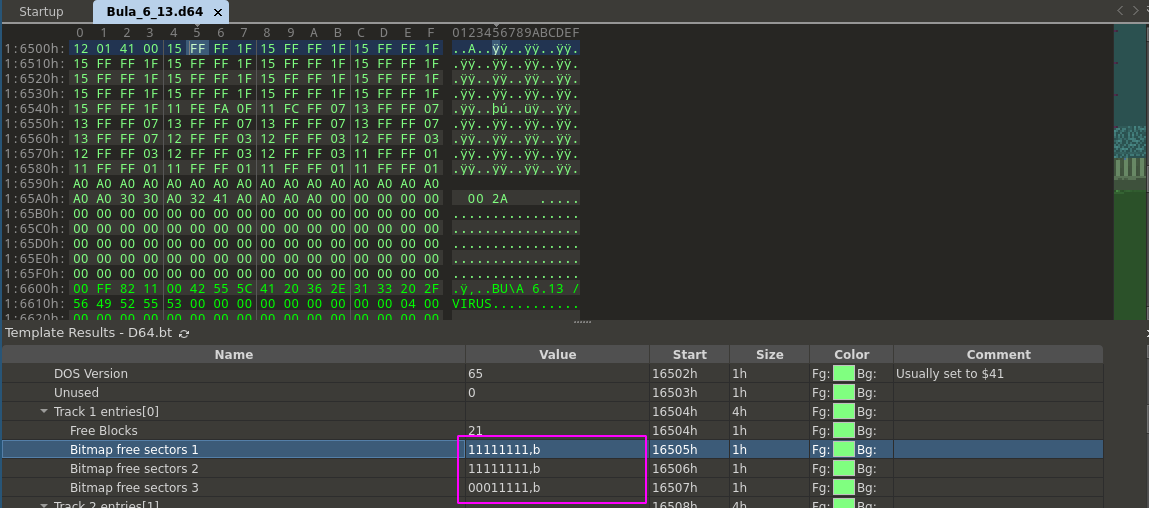 Startup Bula_6_13.d64 ×
0 1 2 3 4 5 6 7 8 9 A B C D E F 0123456789ABCDEF
1:6500h: 12 01 41 00 15 FF FF 1F 15 FF FF 1F 15 FF FF 1F ..A..ÿÿ..ÿÿ..ÿÿ.
1:6510h: 15 FF FF 1F 15 FF FF 1F 15 FF FF 1F 15 FF FF 1F .ÿÿ..ÿÿ..ÿÿ..ÿÿ.
1:6520h: 15 FF FF 1F 15 FF FF 1F 15 FF FF 1F 15 FF FF 1F .ÿÿ..ÿÿ..ÿÿ..ÿÿ.
1:6530h: 15 FF FF 1F 15 FF FF 1F 15 FF FF 1F 15 FF FF 1F .ÿÿ..ÿÿ..ÿÿ..ÿÿ.
1:6540h: 15 FF FF 1F 11 FE FA 0F 11 FC FF 07 13 FF FF 07 .ÿÿ..þú..üÿ..ÿÿ.
1:6550h: 13 FF FF 07 13 FF FF 07 13 FF FF 07 13 FF FF 07 .ÿÿ..ÿÿ..ÿÿ..ÿÿ.
1:6560h: 13 FF FF 07 12 FF FF 03 12 FF FF 03 12 FF FF 03 .ÿÿ..ÿÿ..ÿÿ..ÿÿ.
1:6570h: 12 FF FF 03 12 FF FF 03 12 FF FF 03 11 FF FF 01 .ÿÿ..ÿÿ..ÿÿ..ÿÿ.
1:6580h: 11 FF FF 01 11 FF FF 01 11 FF FF 01 11 FF FF 01 .ÿÿ..ÿÿ..ÿÿ..ÿÿ.
1:6590h: A0 A0 A0 A0 A0 A0 A0 A0 A0 A0 A0 A0 A0 A0 A0 A0
1:65A0h: A0 A0 30 30 A0 32 41 A0 A0 A0 A0 00 00 00 00 00 00 2A .....
1:65B0h: 00 00 00 00 00 00 00 00 00 00 00 00 00 00 00 00 ................
1:65C0h: 00 00 00 00 00 00 00 00 00 00 00 00 00 00 00 00 ................
1:65D0h: 00 00 00 00 00 00 00 00 00 00 00 00 00 00 00 00 ................
1:65E0h: 00 00 00 00 00 00 00 00 00 00 00 00 00 00 00 00 ................
1:65F0h: 00 00 00 00 00 00 00 00 00 00 00 00 00 00 00 00 ................
1:6600h: 00 FF 82 11 00 42 55 5C 41 20 36 2E 31 33 20 2F .ÿ‚..BU\A 6.13 /
1:6610h: 56 49 52 55 53 00 00 00 00 00 00 00 00 00 04 00 VIRUS...........
1:6620h: 00 00 00 00 00 00 00 00 00 00 00 00 00 00 00 00 ................
Template Results - D64.bt
Name Value Start Size Color Comment
DOS Version 65 16502h 1h Fg: Bg: Usually set to $41
Unused 0 16503h 1h Fg: Bg:
Track 1 entries[0] 16504h 4h Fg: Bg:
Free Blocks 21 16504h 1h Fg: Bg:
Bitmap free sectors 1 11111111,b 16505h 1h Fg: Bg:
Bitmap free sectors 2 11111111,b 16506h 1h Fg: Bg:
Bitmap free sectors 3 00011111,b 16507h 1h Fg: Bg:
Track 2 entries[1] 16508h 4h Fg: Bg: